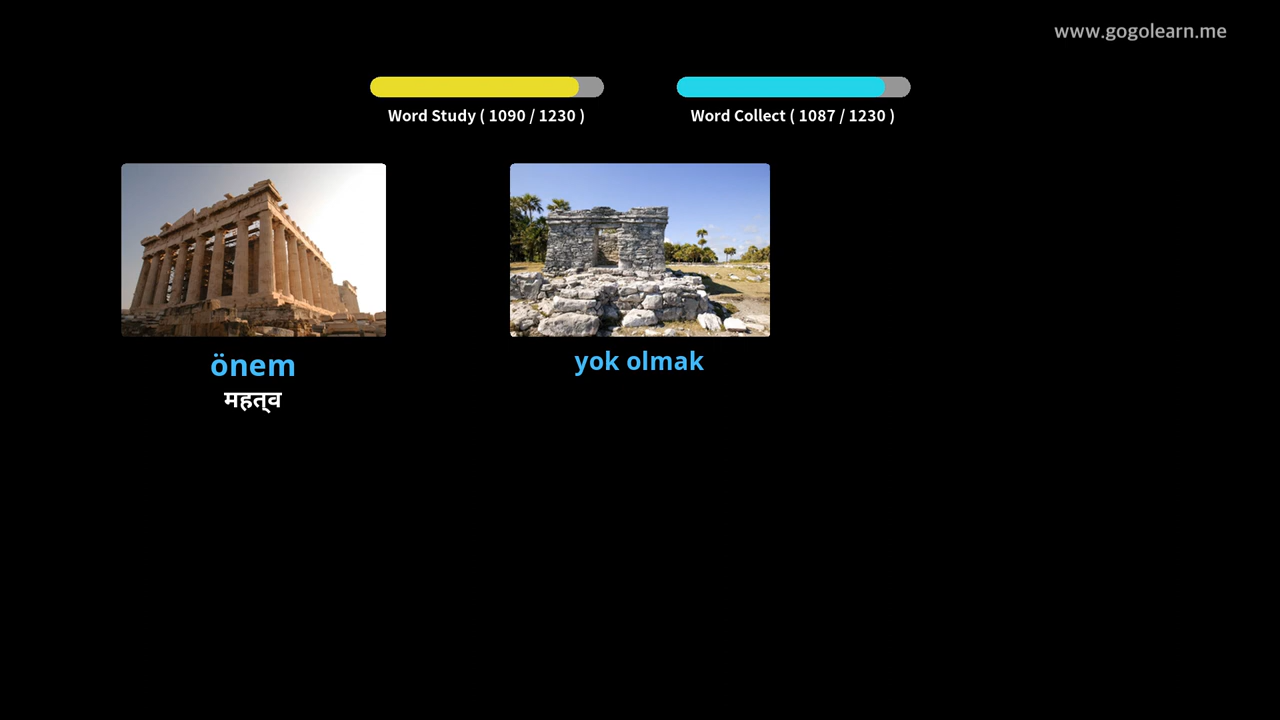 www.gogolearn.me
Word Study ( 1090 / 1230 )
Word Collect ( 1087 / 1230 )
önem
महत्व
yok olmak